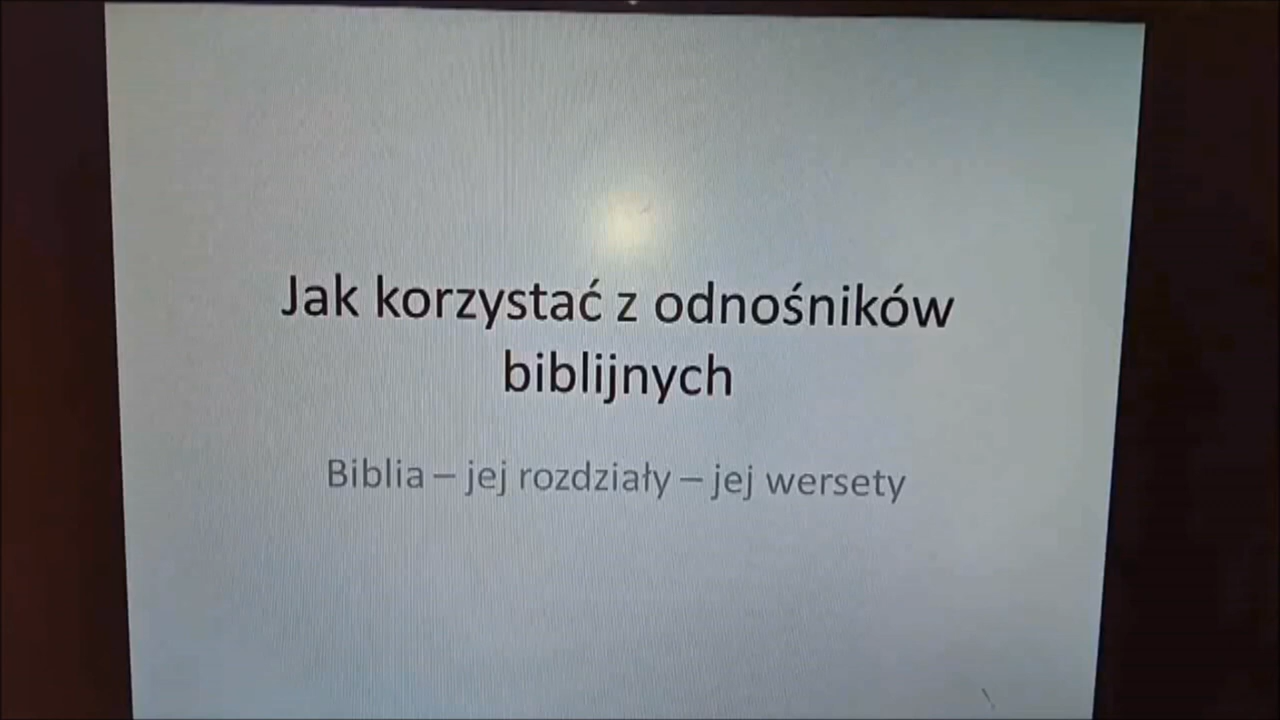 Jak korzystać z odnośników
biblijnych
Biblia – jej rozdziały – jej wersety